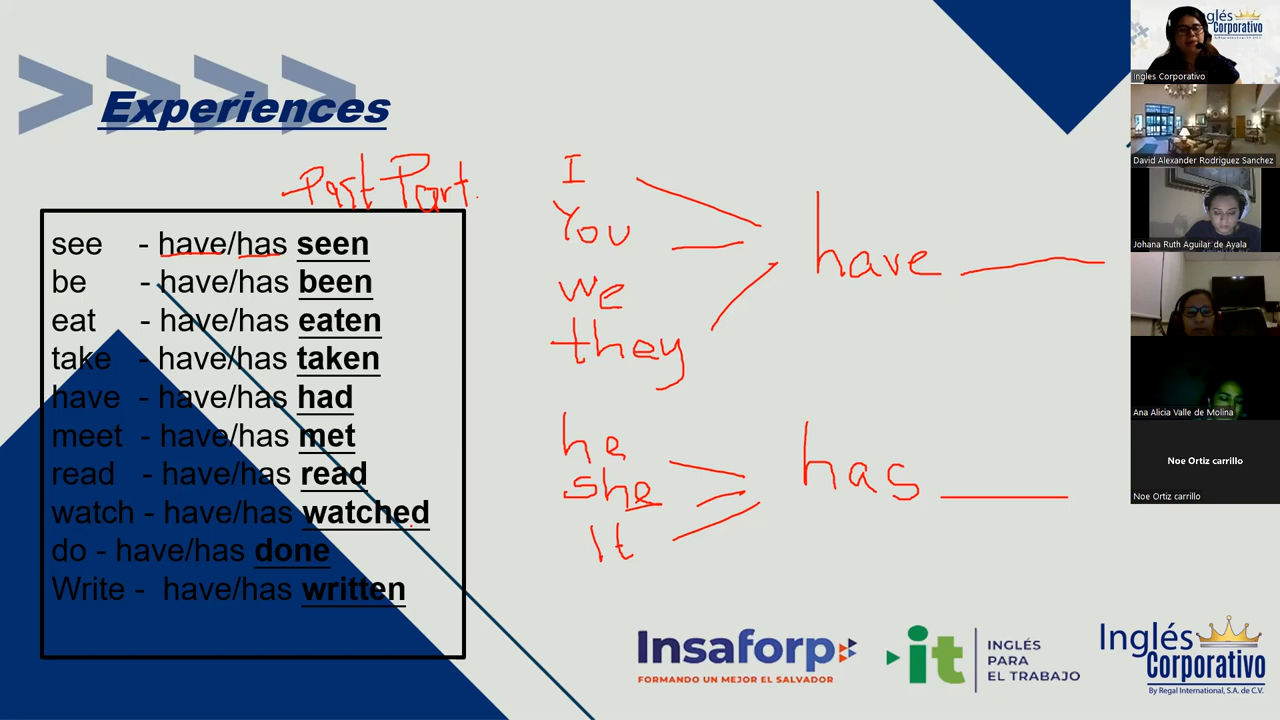 Experiences
Past Part.
see - have/has seen
be - have/has been
eat - have/has eaten
take - have/has taken
have - have/has had
meet - have/has met
read - have/has read
watch - have/has watched
do - have/has done
Write - have/has written
I
You
we
they
have
he
she
It
has
Insaforp
FORMANDO UN MEJOR EL SALVADOR
it
INGLÉS
PARA
EL TRABAJO
Inglés
Corporativo
By Regal International, S.A. de C.V.
glés
Corporativo
Ingles Corporativo
David Alexander Rodriguez Sanchez
Johana Ruth Aguilar de Ayala
Ana Alicia Valle de Molina
Noe Ortiz carrillo
Noe Ortiz carrillo